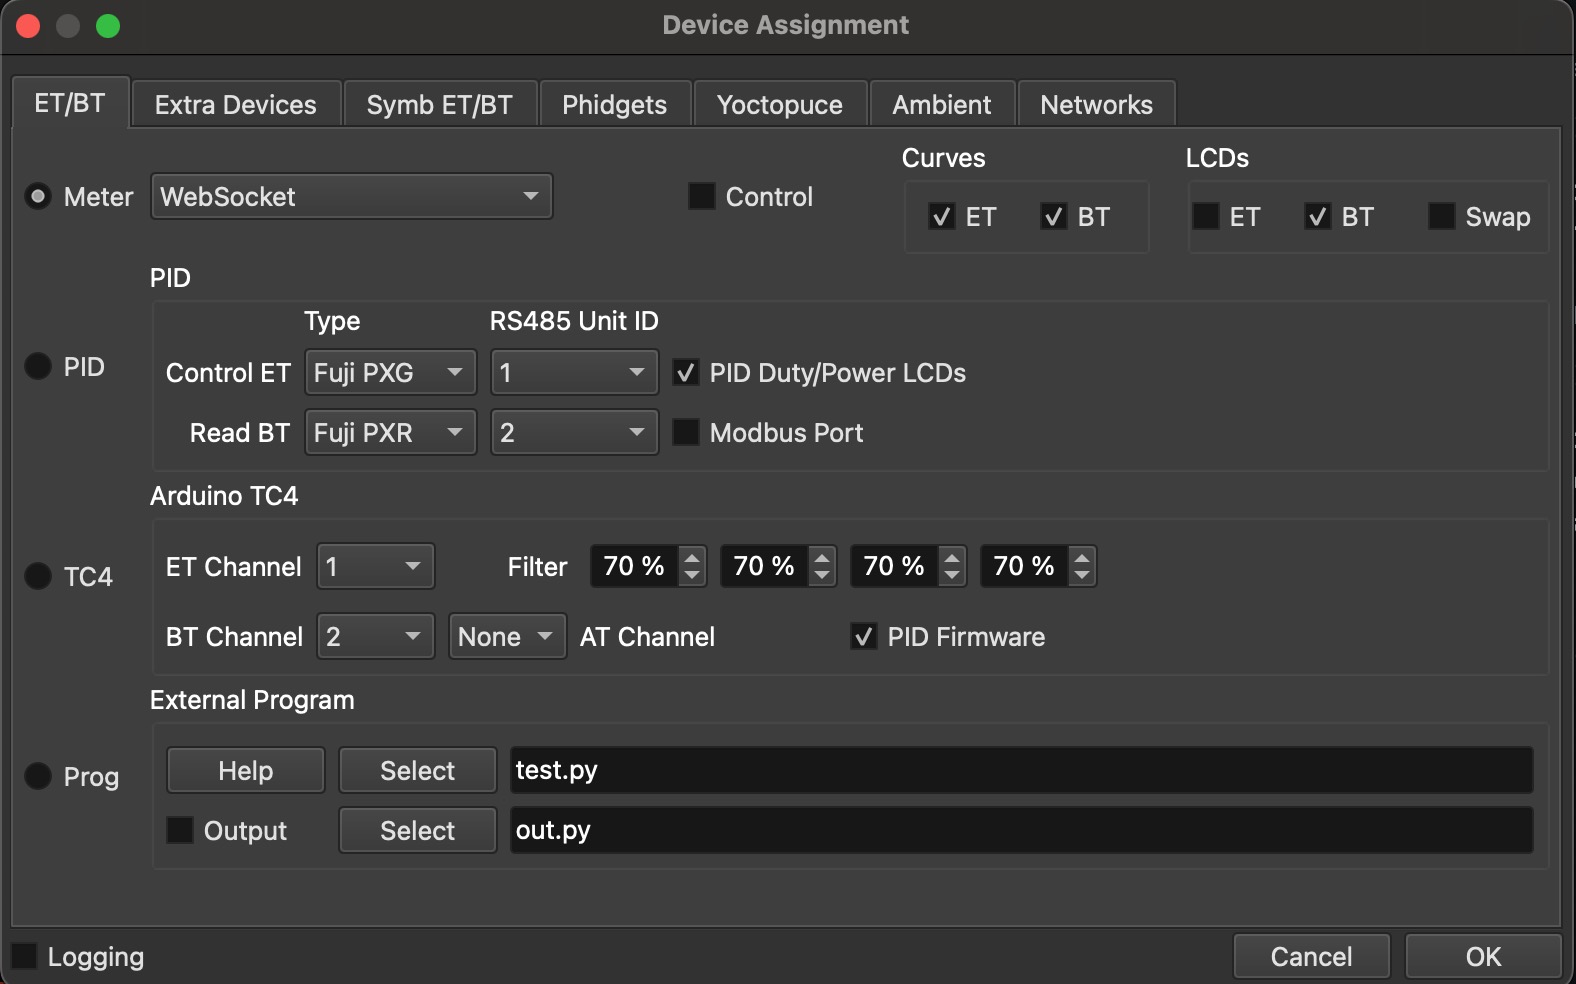 Device Assignment
ET/BT Extra Devices Symb ET/BT Phidgets Yoctopuce Ambient Networks
Curves LCDs
Meter WebSocket Control ET BT ET BT Swap
PID
Type RS485 Unit ID
PID
Control ET Fuji PXG 1 PID Duty/Power LCDs
Read BT Fuji PXR 2 Modbus Port
Arduino TC4
TC4
ET Channel 1 Filter 70 % 70 % 70 % 70 %
BT Channel 2 None AT Channel PID Firmware
External Program
Prog
Help Select test.py
Output Select out.py
Logging Cancel OK